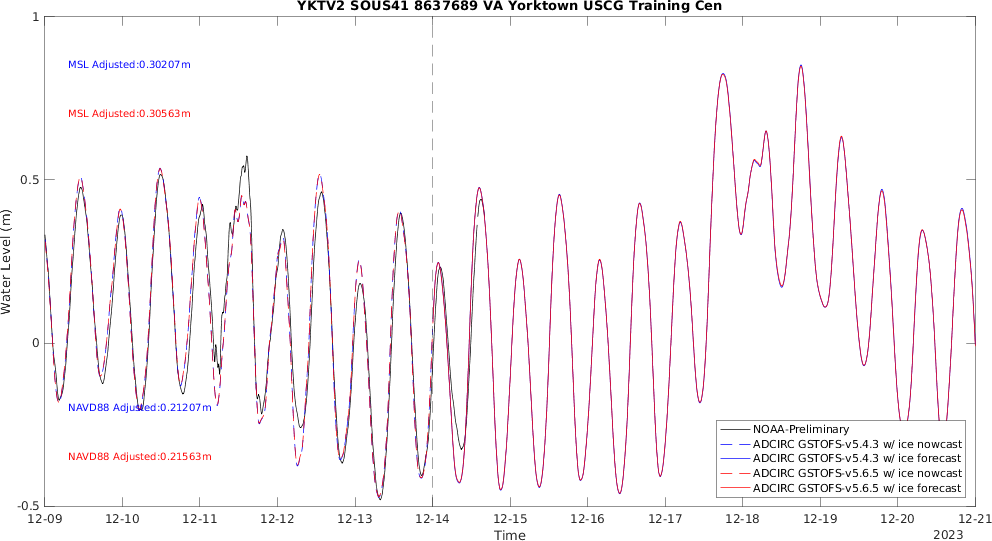 YKTV2 SOUS41 8637689 VA Yorktown USCG Training Cen
1
0.5
0
-0.5
Water Level (m)
MSL Adjusted:0.30207m
MSL Adjusted:0.30563m
NAVD88 Adjusted:0.21207m
NAVD88 Adjusted:0.21563m
NOAA-Preliminary
ADCIRC GSTOFS-v5.4.3 w/ ice nowcast
ADCIRC GSTOFS-v5.4.3 w/ ice forecast
ADCIRC GSTOFS-v5.6.5 w/ ice nowcast
ADCIRC GSTOFS-v5.6.5 w/ ice forecast
12-09 12-10 12-11 12-12 12-13 12-14 12-15 12-16 12-17 12-18 12-19 12-20 12-21
Time
2023